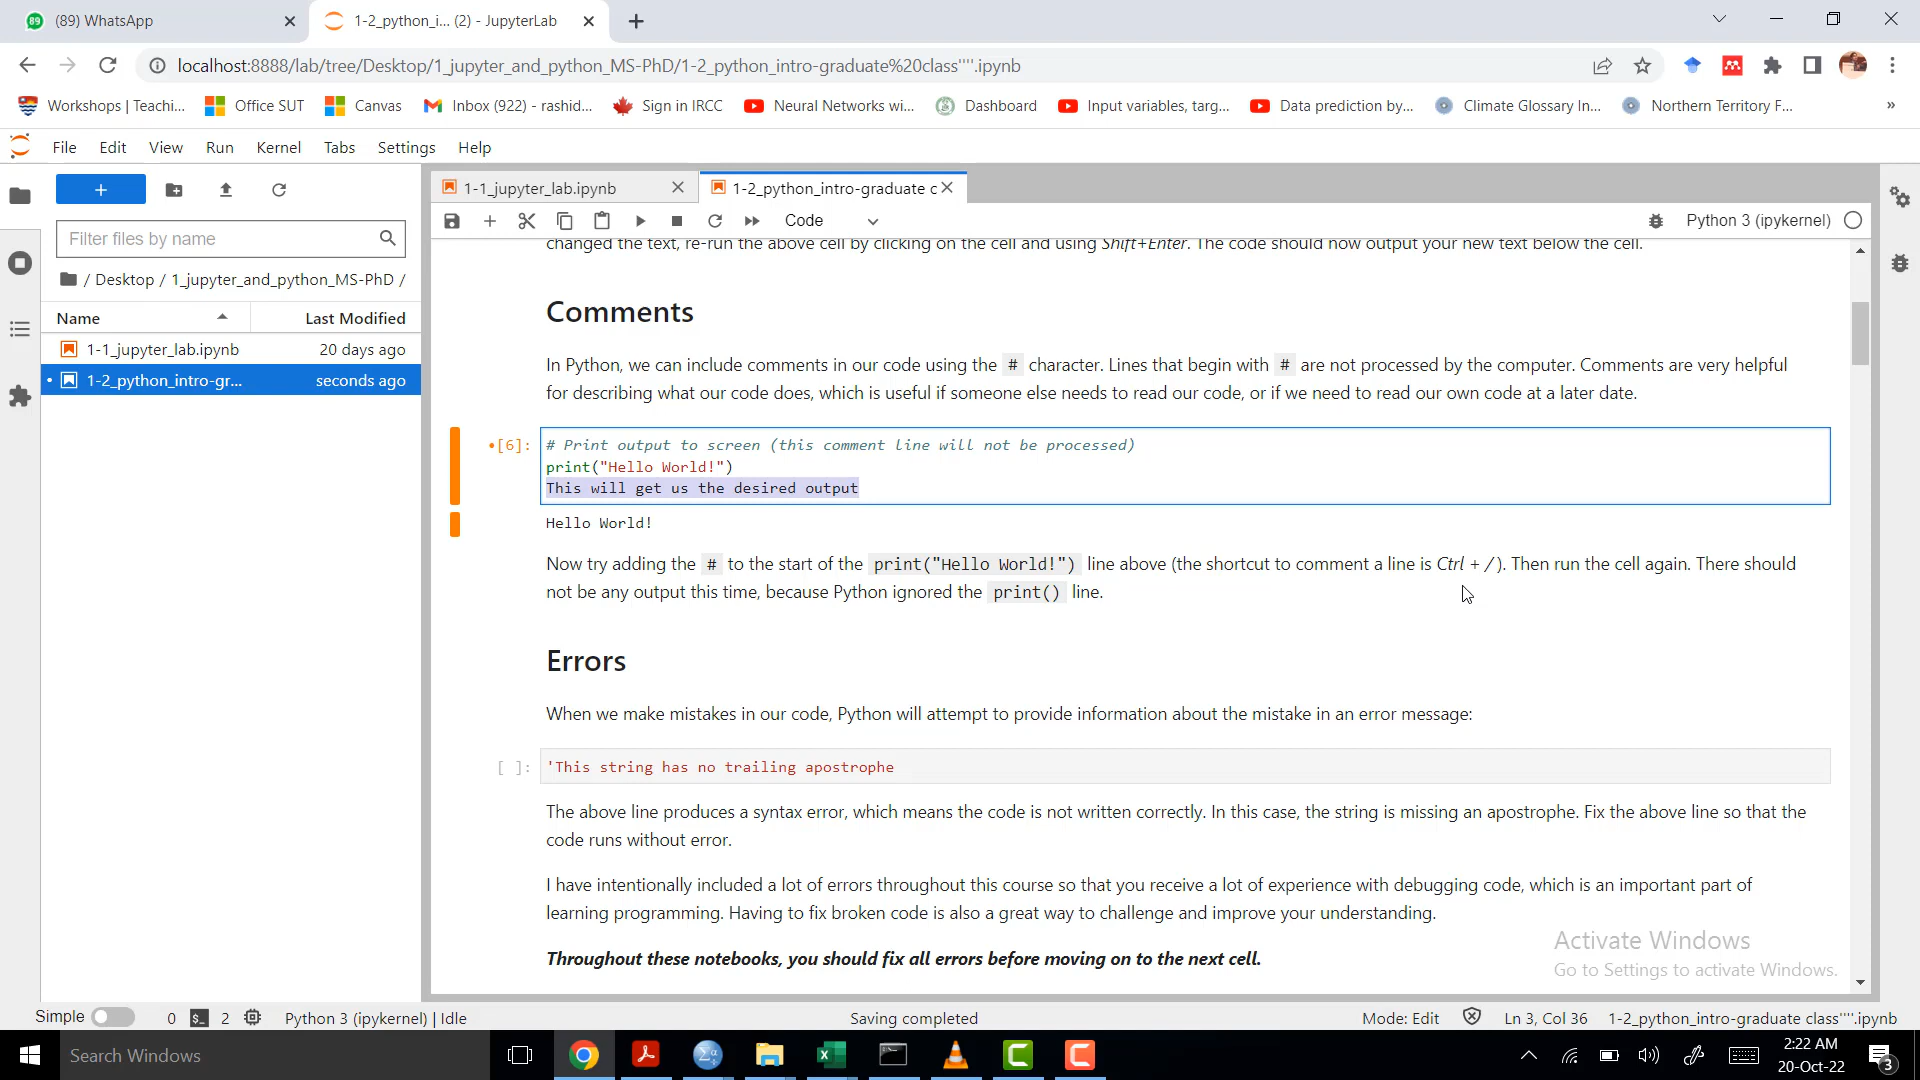 (89) WhatsApp
1-2_python_i... (2) - JupyterLab
localhost:8888/lab/tree/Desktop/1_jupyter_and_python_MS-PhD/1-2_python_intro-graduate%20class''''.ipynb
Workshops | Teachi...
Office SUT
Canvas
Inbox (922) - rashid...
Sign in IRCC
Neural Networks wi...
Dashboard
Input variables, targ...
Data prediction by...
Climate Glossary In...
Northern Territory F...
»
File Edit View Run Kernel Tabs Settings Help
1-1_jupyter_lab.ipynb
1-2_python_intro-graduate c
Code
Python 3 (ipykernel)
Filter files by name
/ Desktop / 1_jupyter_and_python_MS-PhD /
Name Last Modified
1-1_jupyter_lab.ipynb 20 days ago
1-2_python_intro-gr... seconds ago
changed the text, re-run the above cell by clicking on the cell and using Shift+Enter. The code should now output your new text below the cell.
Comments
In Python, we can include comments in our code using the # character. Lines that begin with # are not processed by the computer. Comments are very helpful
for describing what our code does, which is useful if someone else needs to read our code, or if we need to read our own code at a later date.
[6]: # Print output to screen (this comment line will not be processed)
print("Hello World!")
This will get us the desired output
Hello World!
Now try adding the # to the start of the print("Hello World!") line above (the shortcut to comment a line is Ctrl + / ). Then run the cell again. There should
not be any output this time, because Python ignored the print() line.
Errors
When we make mistakes in our code, Python will attempt to provide information about the mistake in an error message:
[ ]: 'This string has no trailing apostrophe
The above line produces a syntax error, which means the code is not written correctly. In this case, the string is missing an apostrophe. Fix the above line so that the
code runs without error.
I have intentionally included a lot of errors throughout this course so that you receive a lot of experience with debugging code, which is an important part of
learning programming. Having to fix broken code is also a great way to challenge and improve your understanding.
Throughout these notebooks, you should fix all errors before moving on to the next cell.
Activate Windows
Go to Settings to activate Windows.
Simple 0 2 Python 3 (ipykernel) | Idle
Saving completed
Mode: Edit Ln 3, Col 36 1-2_python_intro-graduate class''''.ipynb
Search Windows
2:22 AM
20-Oct-22
3